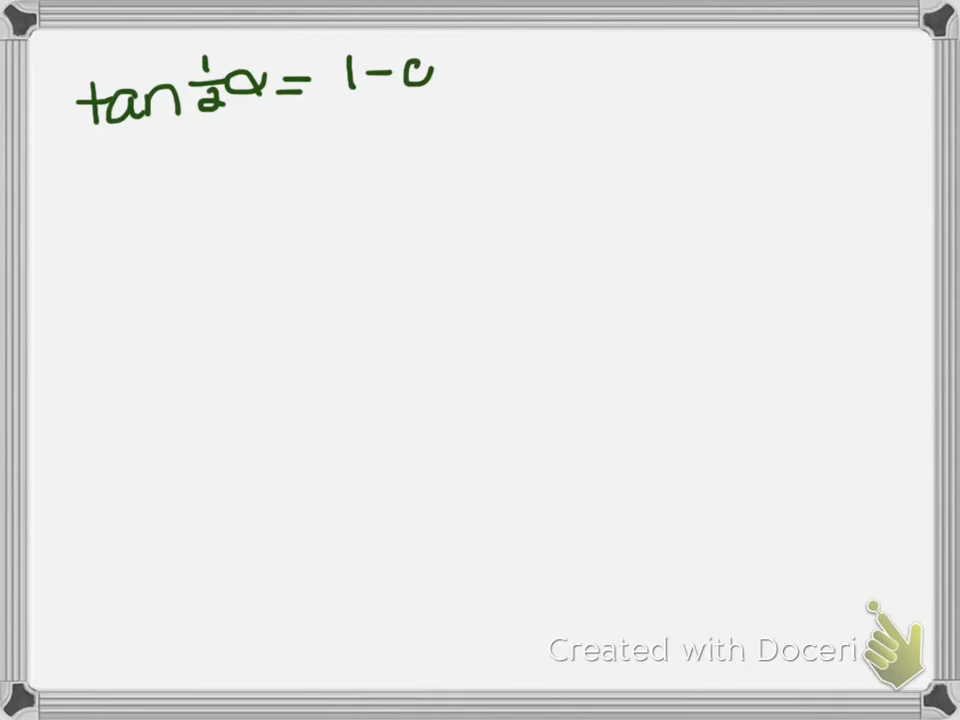 tan ½α = 1 - c
Created with Doceri